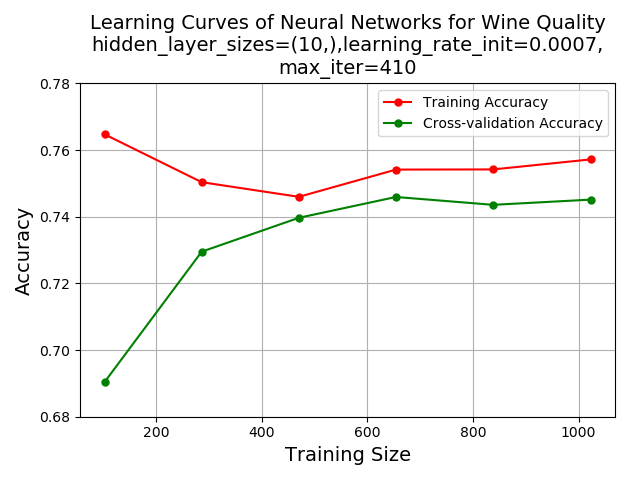 Learning Curves of Neural Networks for Wine Quality
hidden_layer_sizes=(10,),learning_rate_init=0.0007,
max_iter=410
0.78
0.76
0.74
0.72
0.70
0.68
Accuracy
Training Accuracy
Cross-validation Accuracy
200 400 600 800 1000
Training Size